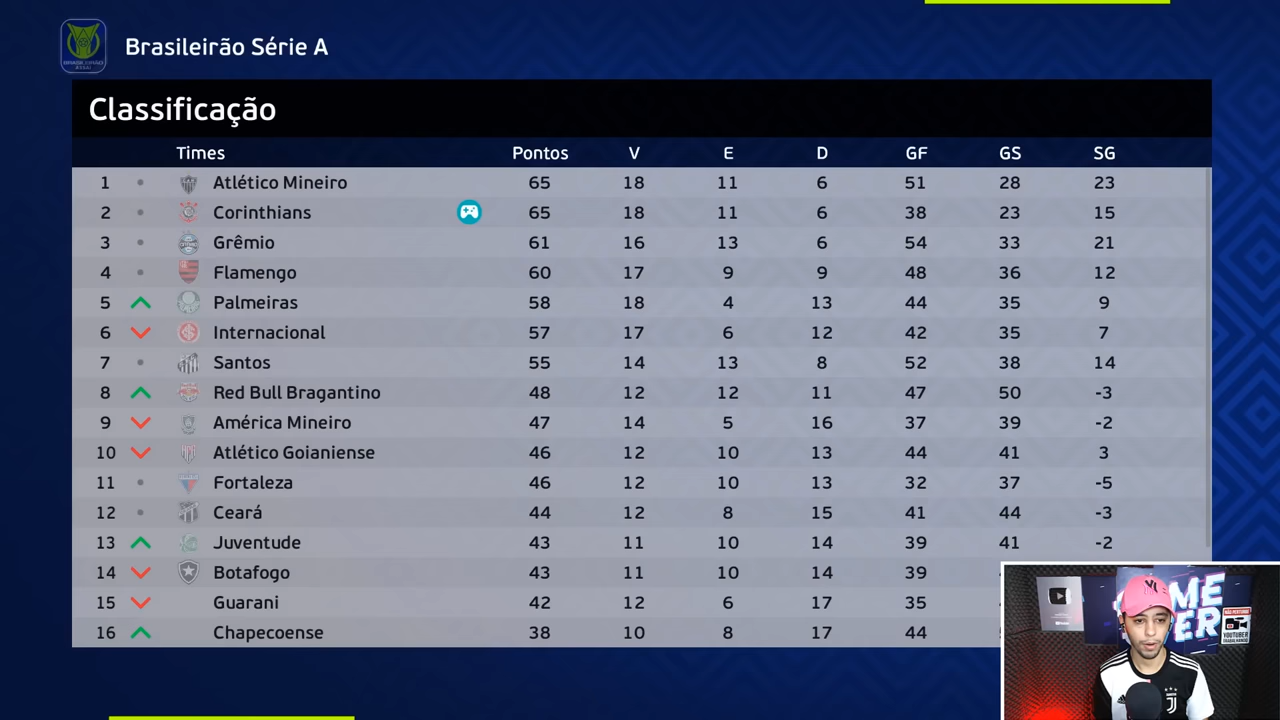 Brasileirão Série A
Classificação
Times Pontos V E D GF GS SG
1 Atlético Mineiro 65 18 11 6 51 28 23
2 Corinthians 65 18 11 6 38 23 15
3 Grêmio 61 16 13 6 54 33 21
4 Flamengo 60 17 9 9 48 36 12
5 Palmeiras 58 18 4 13 44 35 9
6 Internacional 57 17 6 12 42 35 7
7 Santos 55 14 13 8 52 38 14
8 Red Bull Bragantino 48 12 12 11 47 50 -3
9 América Mineiro 47 14 5 16 37 39 -2
10 Atlético Goianiense 46 12 10 13 44 41 3
11 Fortaleza 46 12 10 13 32 37 -5
12 Ceará 44 12 8 15 41 44 -3
13 Juventude 43 11 10 14 39 41 -2
14 Botafogo 43 11 10 14 39
15 Guarani 42 12 6 17 35
16 Chapecoense 38 10 8 17 44
YOUTUBER
TRABALHANDO